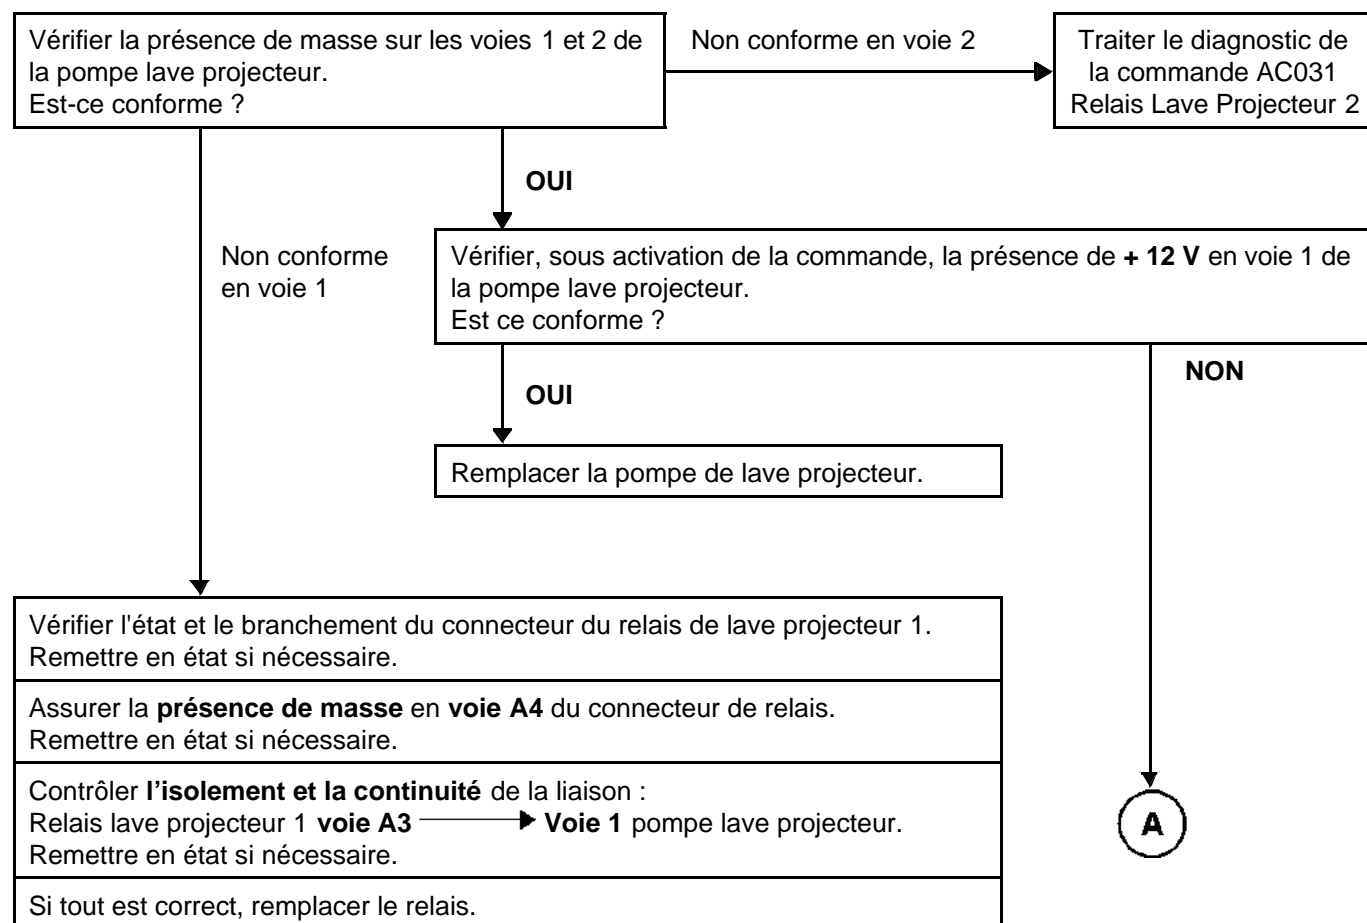 Vérifier la présence de masse sur les voies 1 et 2 de
la pompe lave projecteur.
Est-ce conforme ?
Non conforme en voie 2
Traiter le diagnostic de
la commande AC031
Relais Lave Projecteur 2
OUI
Non conforme
en voie 1
Vérifier, sous activation de la commande, la présence de + 12 V en voie 1 de
la pompe lave projecteur.
Est ce conforme ?
OUI
NON
Remplacer la pompe de lave projecteur.
Vérifier l'état et le branchement du connecteur du relais de lave projecteur 1.
Remettre en état si nécessaire.
Assurer la présence de masse en voie A4 du connecteur de relais.
Remettre en état si nécessaire.
Contrôler l’isolement et la continuité de la liaison :
Relais lave projecteur 1 voie A3 Voie 1 pompe lave projecteur.
Remettre en état si nécessaire.
A
Si tout est correct, remplacer le relais.